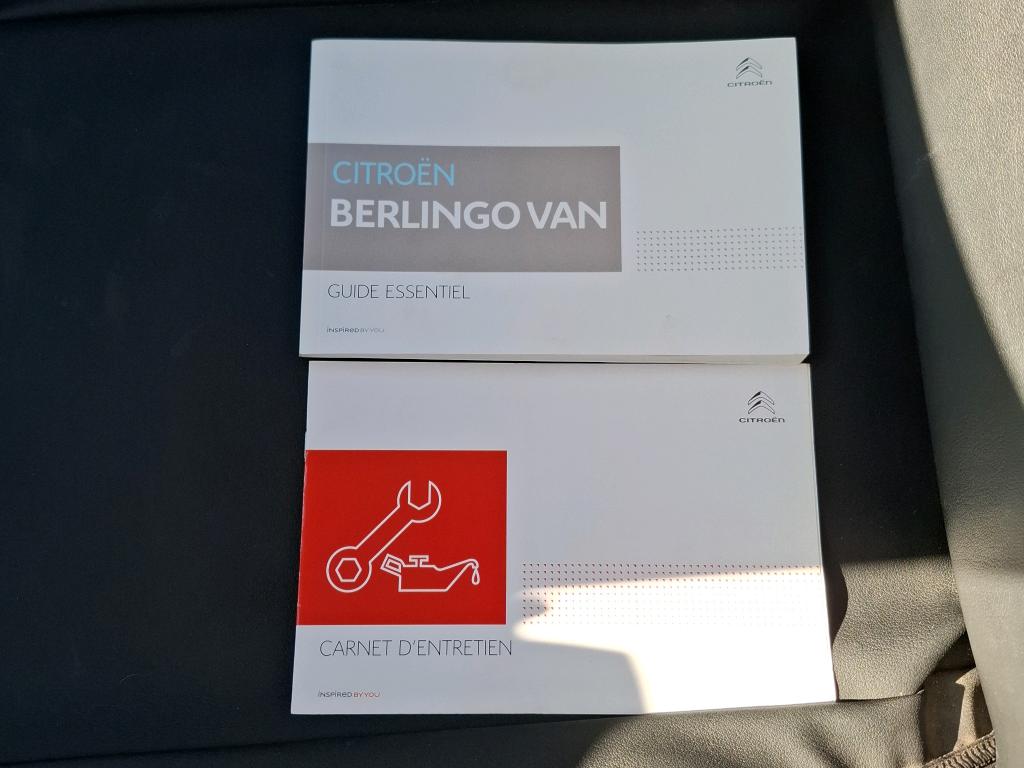 CITROËN
CITROËN
BERLINGO VAN
GUIDE ESSENTIEL
INSPIRED BY YOU
CITROËN
CARNET D'ENTRETIEN
INSPIRED BY YOU